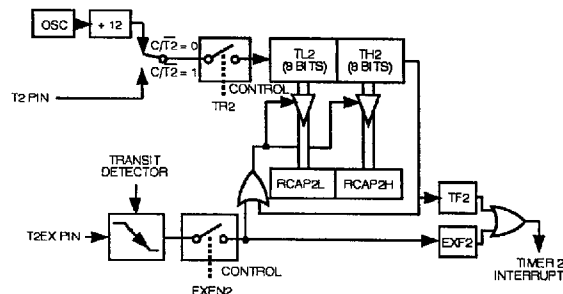 OSC
÷ 12
C/T2 = 0
C/T2 = 1
T2 PIN
TR2
CONTROL
TL2
(8 BITS)
TH2
(8 BITS)
RCAP2L
RCAP2H
TRANSIT
DETECTOR
T2EX PIN
CONTROL
EXEN2
TF2
EXF2
TIMER 2
INTERRUPT